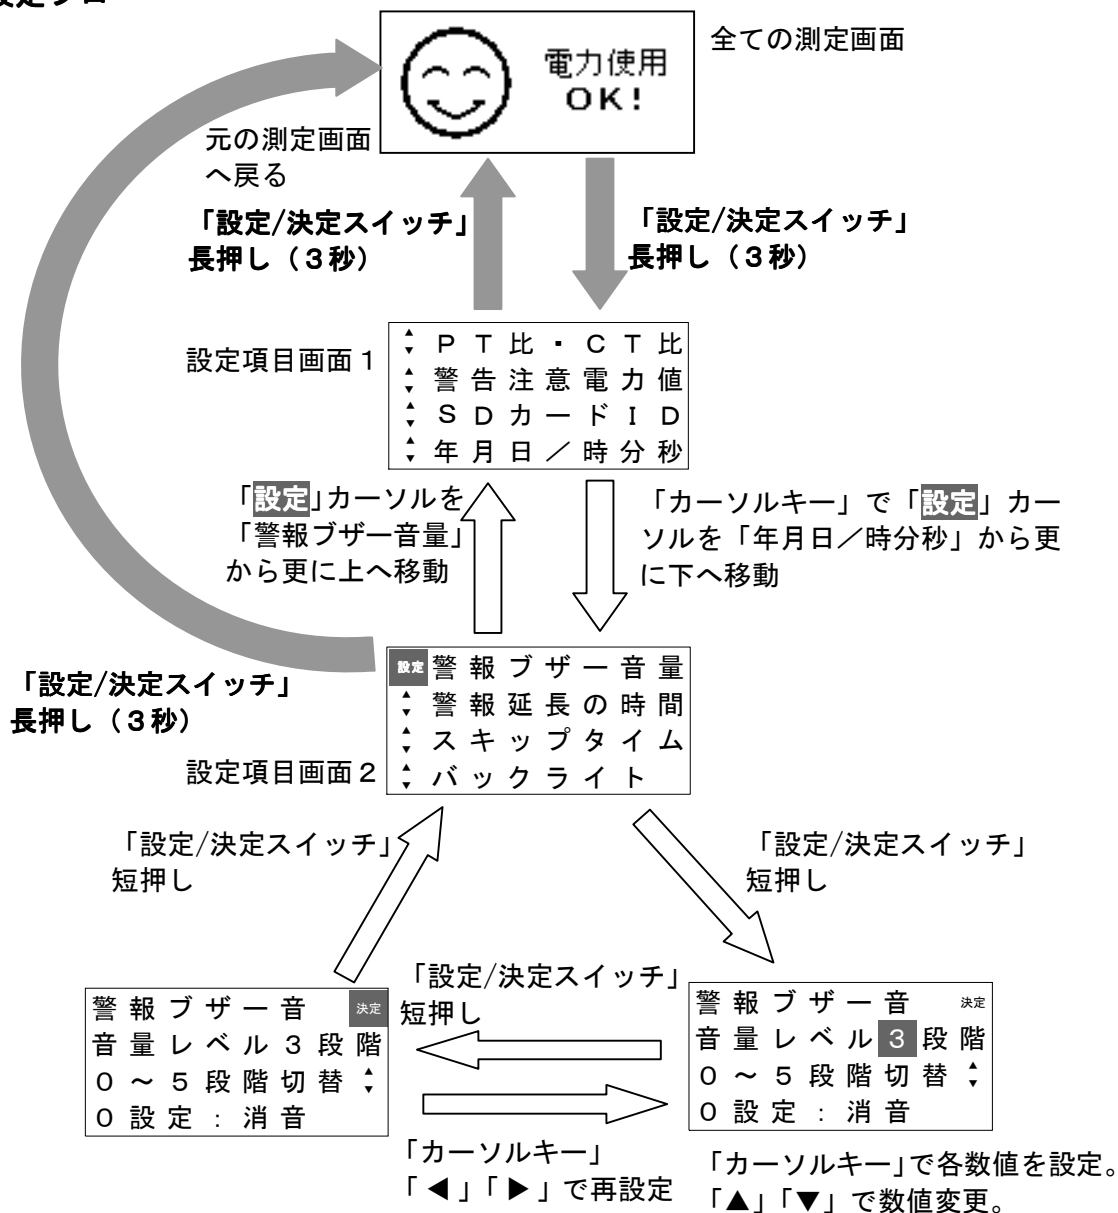 設定フロー
全ての測定画面
電力使用
OK!
元の測定画面
へ戻る
「設定/決定スイッチ」
長押し（３秒）
「設定/決定スイッチ」
長押し（３秒）
設定項目画面１
ＰＴ比・ＣＴ比
警告注意電力値
ＳＤカードＩＤ
年月日／時分秒
「設定」カーソルを
「警報ブザー音量」
から更に上へ移動
「カーソルキー」で「設定」カー
ソルを「年月日／時分秒」から更
に下へ移動
設定 警報ブザー音量
警報延長の時間
スキップタイム
バックライト
「設定/決定スイッチ」
長押し（３秒）
設定項目画面２
「設定/決定スイッチ」
短押し
「設定/決定スイッチ」
短押し
警報ブザー音 決定
音量レベル３段階
０～５段階切替
０設定：消音
「設定/決定スイッチ」
短押し
警報ブザー音 決定
音量レベル３段階
０～５段階切替
０設定：消音
「カーソルキー」
「◀」「▶」で再設定
「カーソルキー」で各数値を設定。
「▲」「▼」で数値変更。